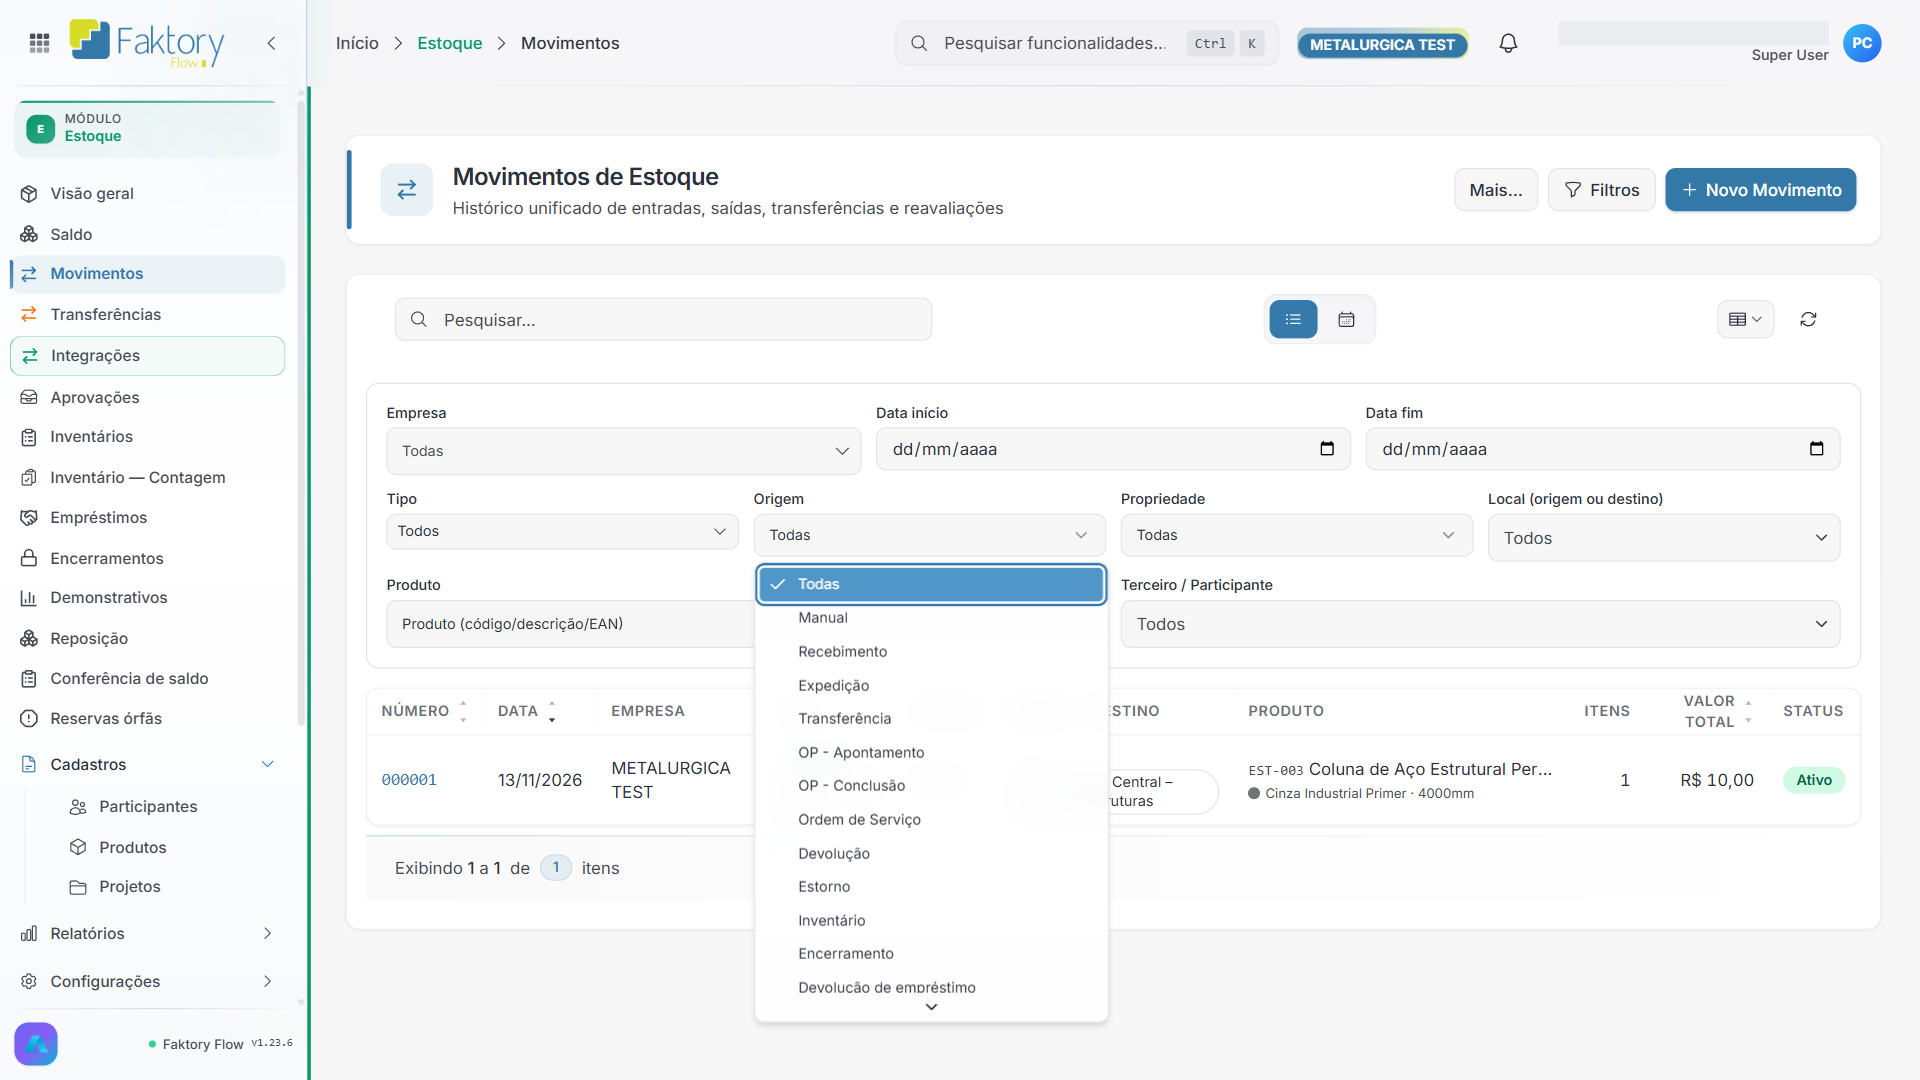 Faktory
Flow
Início > Estoque > Movimentos
Pesquisar funcionalidades... Ctrl K
METALURGICA TEST
Super User
PC
E
MÓDULO
Estoque
Visão geral
Saldo
Movimentos
Transferências
Integrações
Aprovações
Inventários
Inventário — Contagem
Empréstimos
Encerramentos
Demonstrativos
Reposição
Conferência de saldo
Reservas órfãs
Cadastros
Participantes
Produtos
Projetos
Relatórios
Configurações
Faktory Flow v1.23.6
Movimentos de Estoque
Histórico unificado de entradas, saídas, transferências e reavaliações
Mais...
Filtros
+ Novo Movimento
Pesquisar...
Empresa
Todas
Data início
dd/mm/aaaa
Data fim
dd/mm/aaaa
Tipo
Todos
Origem
Todas
Propriedade
Todas
Local (origem ou destino)
Todos
Produto
Produto (código/descrição/EAN)
Terceiro / Participante
Todos
Todas
Manual
Recebimento
Expedição
Transferência
OP - Apontamento
OP - Conclusão
Ordem de Serviço
Devolução
Estorno
Inventário
Encerramento
Devolução de empréstimo
NÚMERO DATA EMPRESA STINO PRODUTO ITENS VALOR TOTAL STATUS
000001
13/11/2026
METALURGICA
TEST
Central –
uturas
EST-003 Coluna de Aço Estrutural Per...
Cinza Industrial Primer · 4000mm
1
R$ 10,00
Ativo
Exibindo 1 a 1 de 1 itens